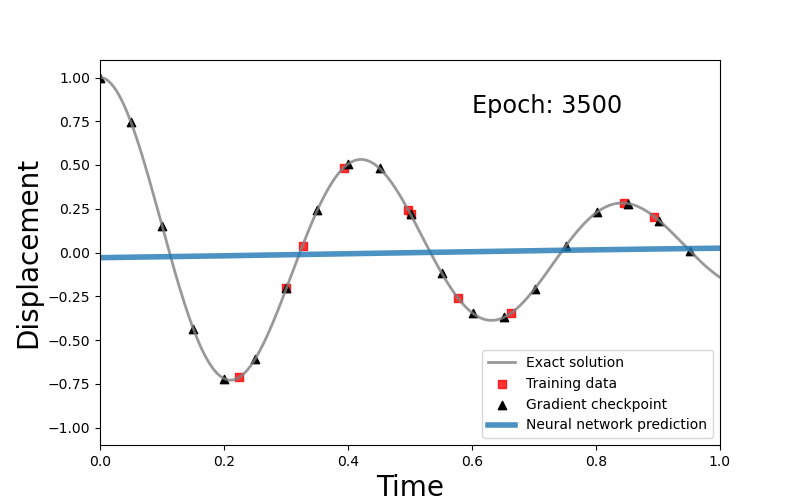 Epoch: 3500
Displacement
1.00
0.75
0.50
0.25
0.00
−0.25
−0.50
−0.75
−1.00
Exact solution
Training data
Gradient checkpoint
Neural network prediction
0.0 0.2 0.4 0.6 0.8 1.0
Time